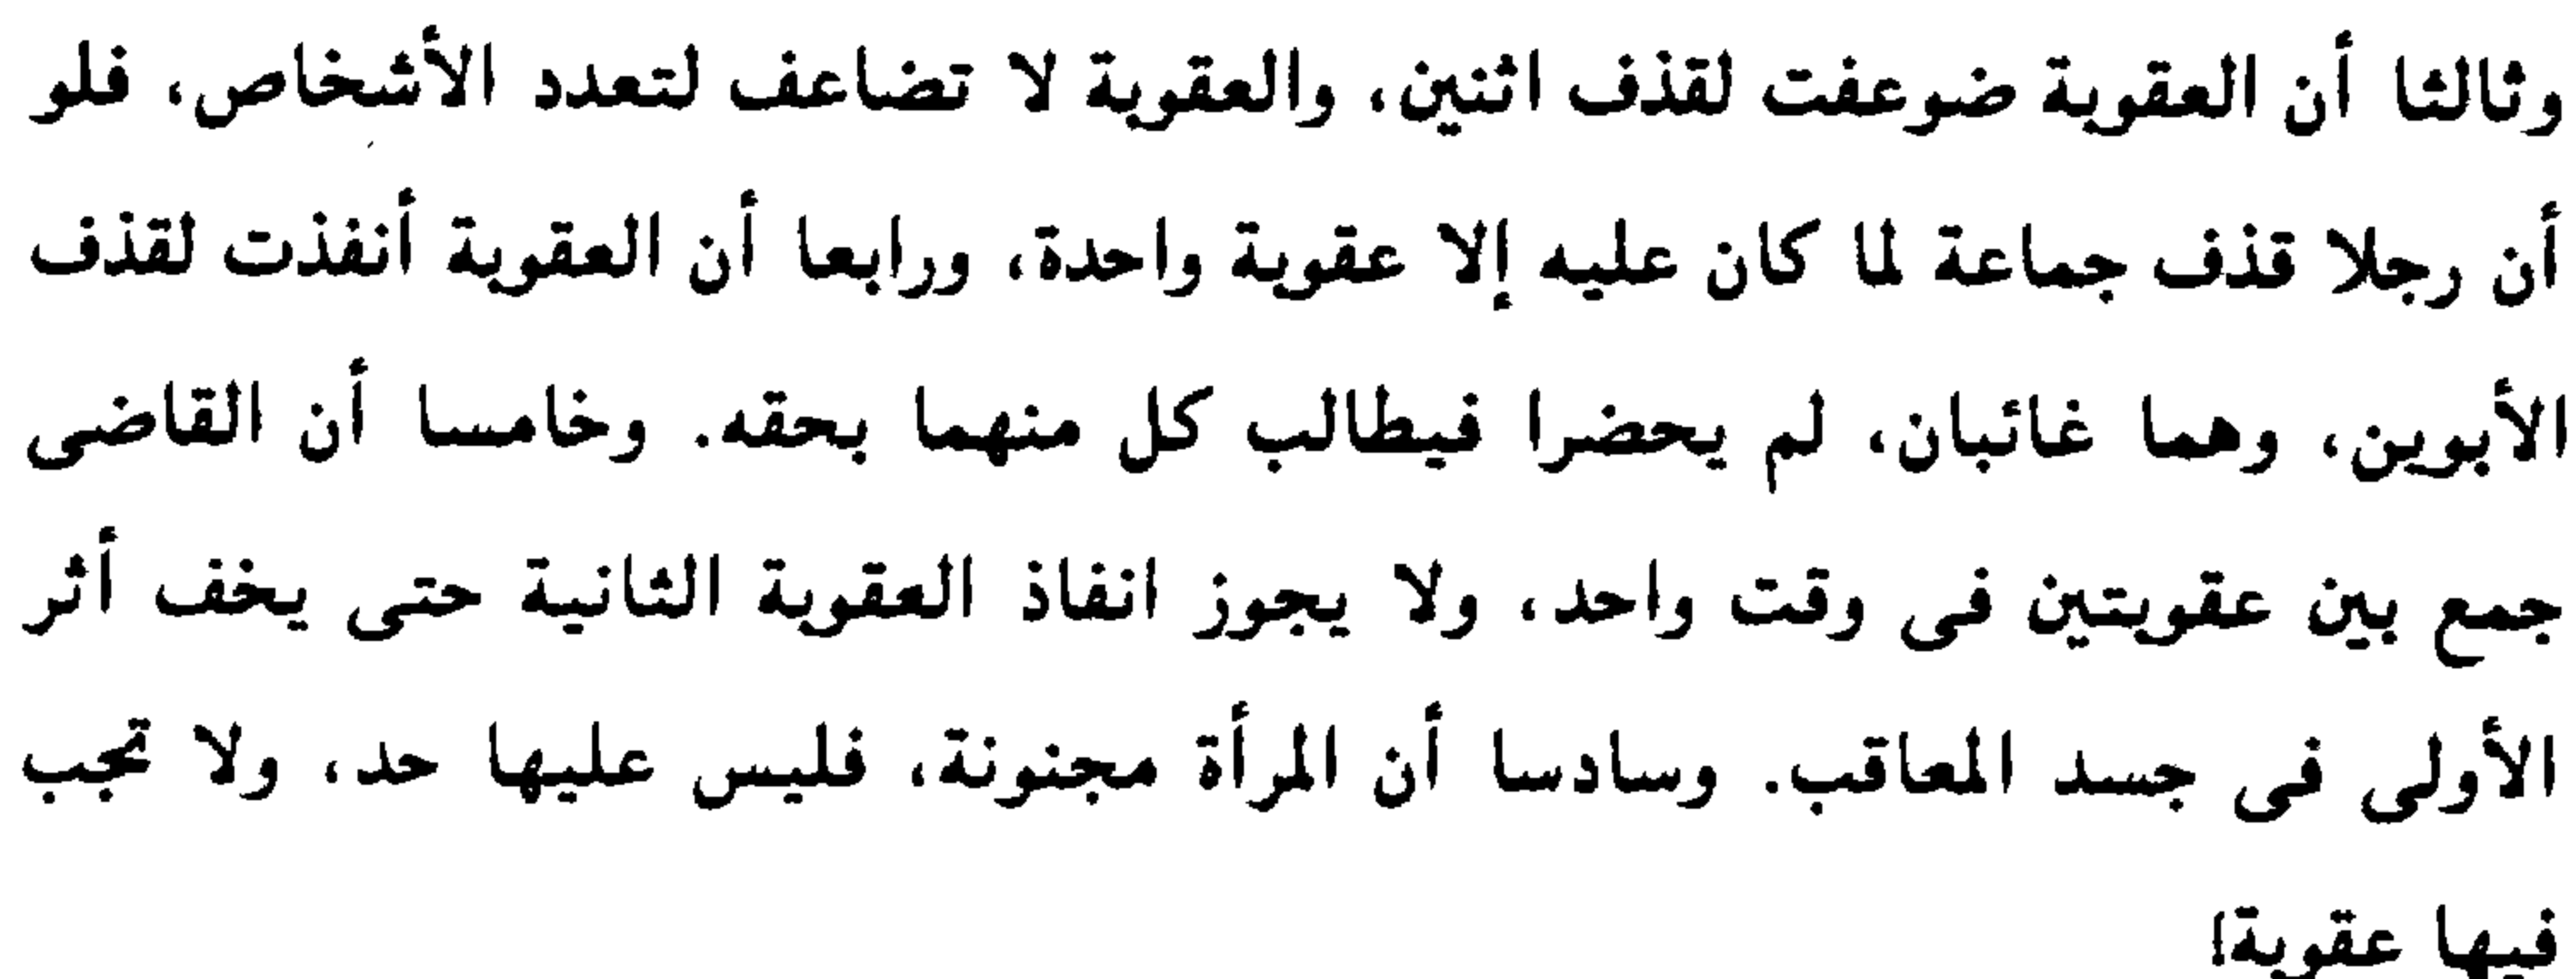 وثالثا أن العقوبة ضوعفت لقذف اثنين، والعقوبة لا تضاعف لتعدد الأشخاص، فلو
أن رجلا قذف جماعة لما كان عليه إلا عقوبة واحدة، ورابعا أن العقوبة أنفذت لقذف
الأبوين، وهما غائبان، لم يحضرا فيطالب كل منهما بحقه. وخامسا أن القاضى
جمع بين عقوبتين فى وقت واحد، ولا يجوز انفاذ العقوبة الثانية حتى يخف أثر
الأولى فى جسد المعاقب. وسادسا أن المرأة مجنونة، فليس عليها حد، ولا تجب
فيها عقوبة!